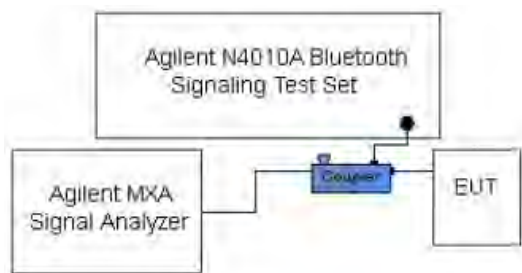 Agilent N4010A Bluetooth
Signaling Test Set
Coupler
Agilent MXA
Signal Analyzer
EUT